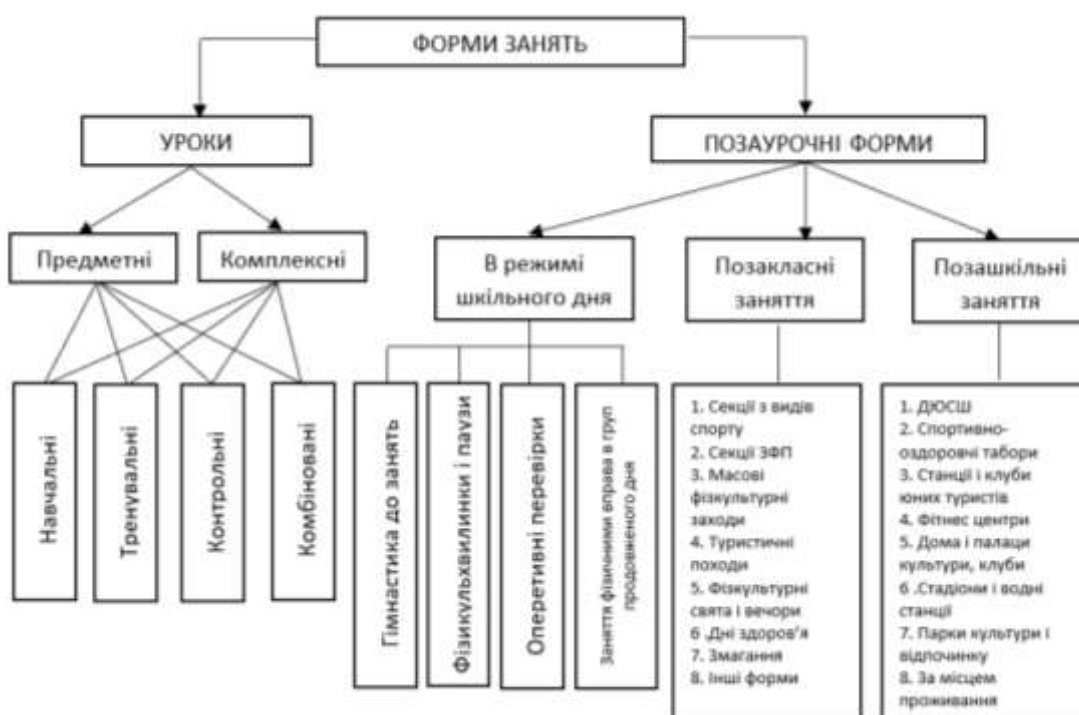 ФОРМИ ЗАНЯТЬ
УРОКИ
ПОЗАУРОЧНІ ФОРМИ
Предметні
Комплексні
В режимі
шкільного дня
Позакласні
заняття
Позашкільні
заняття
Навчальні
Тренувальні
Контрольні
Комбіновані
Гімнастика до занять
Фізикульхвилинки і паузи
Оперетивні перевірки
Заняття фізичними вправа в груп
продовженого дня
1. Секції з видів
спорту
2. Секції ЗФП
3. Масові
фізкультурні
заходи
4. Туристичні
походи
5. Фізкультурні
свята і вечори
6 .Дні здоров’я
7. Змагання
8. Інші форми
1. ДЮСШ
2. Спортивно-
оздоровчі табори
3. Станції і клуби
юних туристів
4. Фітнес центри
5. Дома і палаци
культури, клуби
6 .Стадіони і водні
станції
7. Парки культури і
відпочинку
8. За місцем
проживання